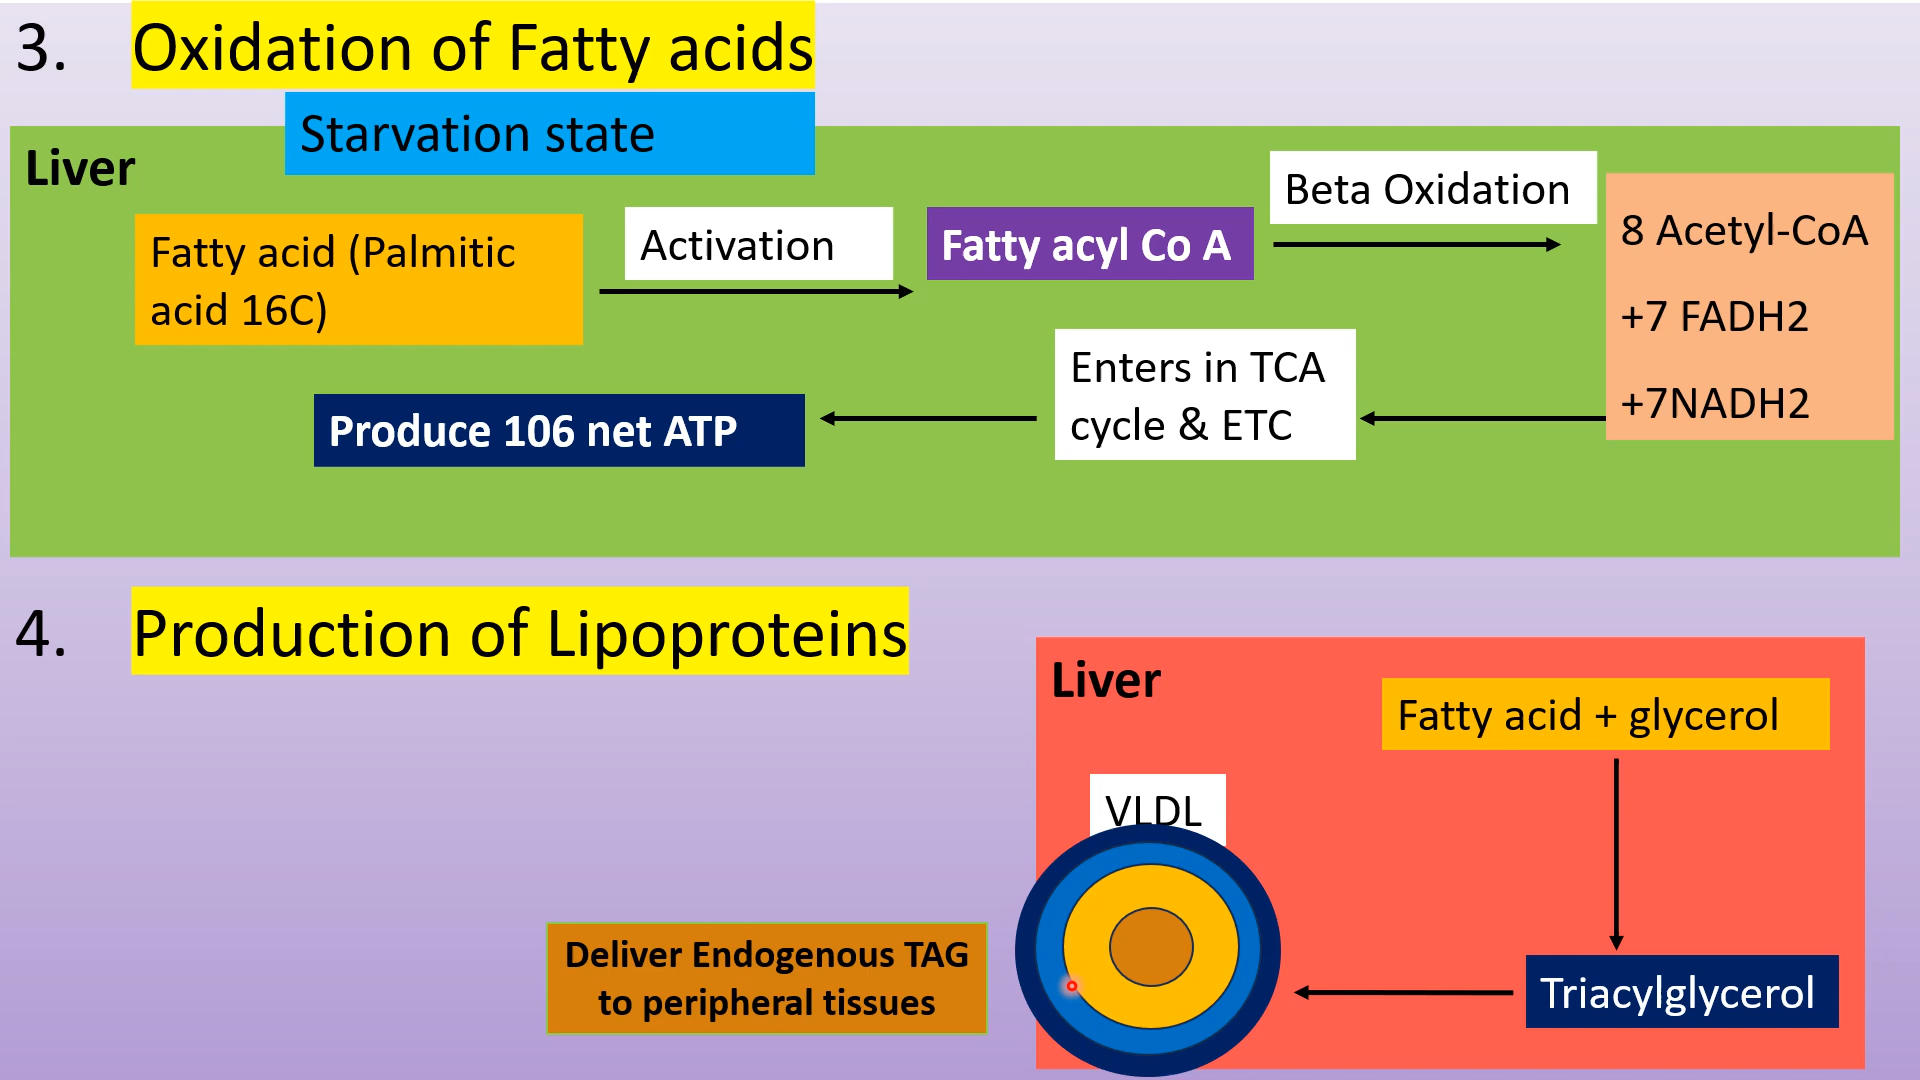 3. Oxidation of Fatty acids
Starvation state
Liver
Fatty acid (Palmitic
acid 16C)
Activation
Fatty acyl Co A
Beta Oxidation
8 Acetyl-CoA
+7 FADH2
+7NADH2
Enters in TCA
cycle & ETC
Produce 106 net ATP
4. Production of Lipoproteins
Liver
Fatty acid + glycerol
Triacylglycerol
VLDL
Deliver Endogenous TAG
to peripheral tissues